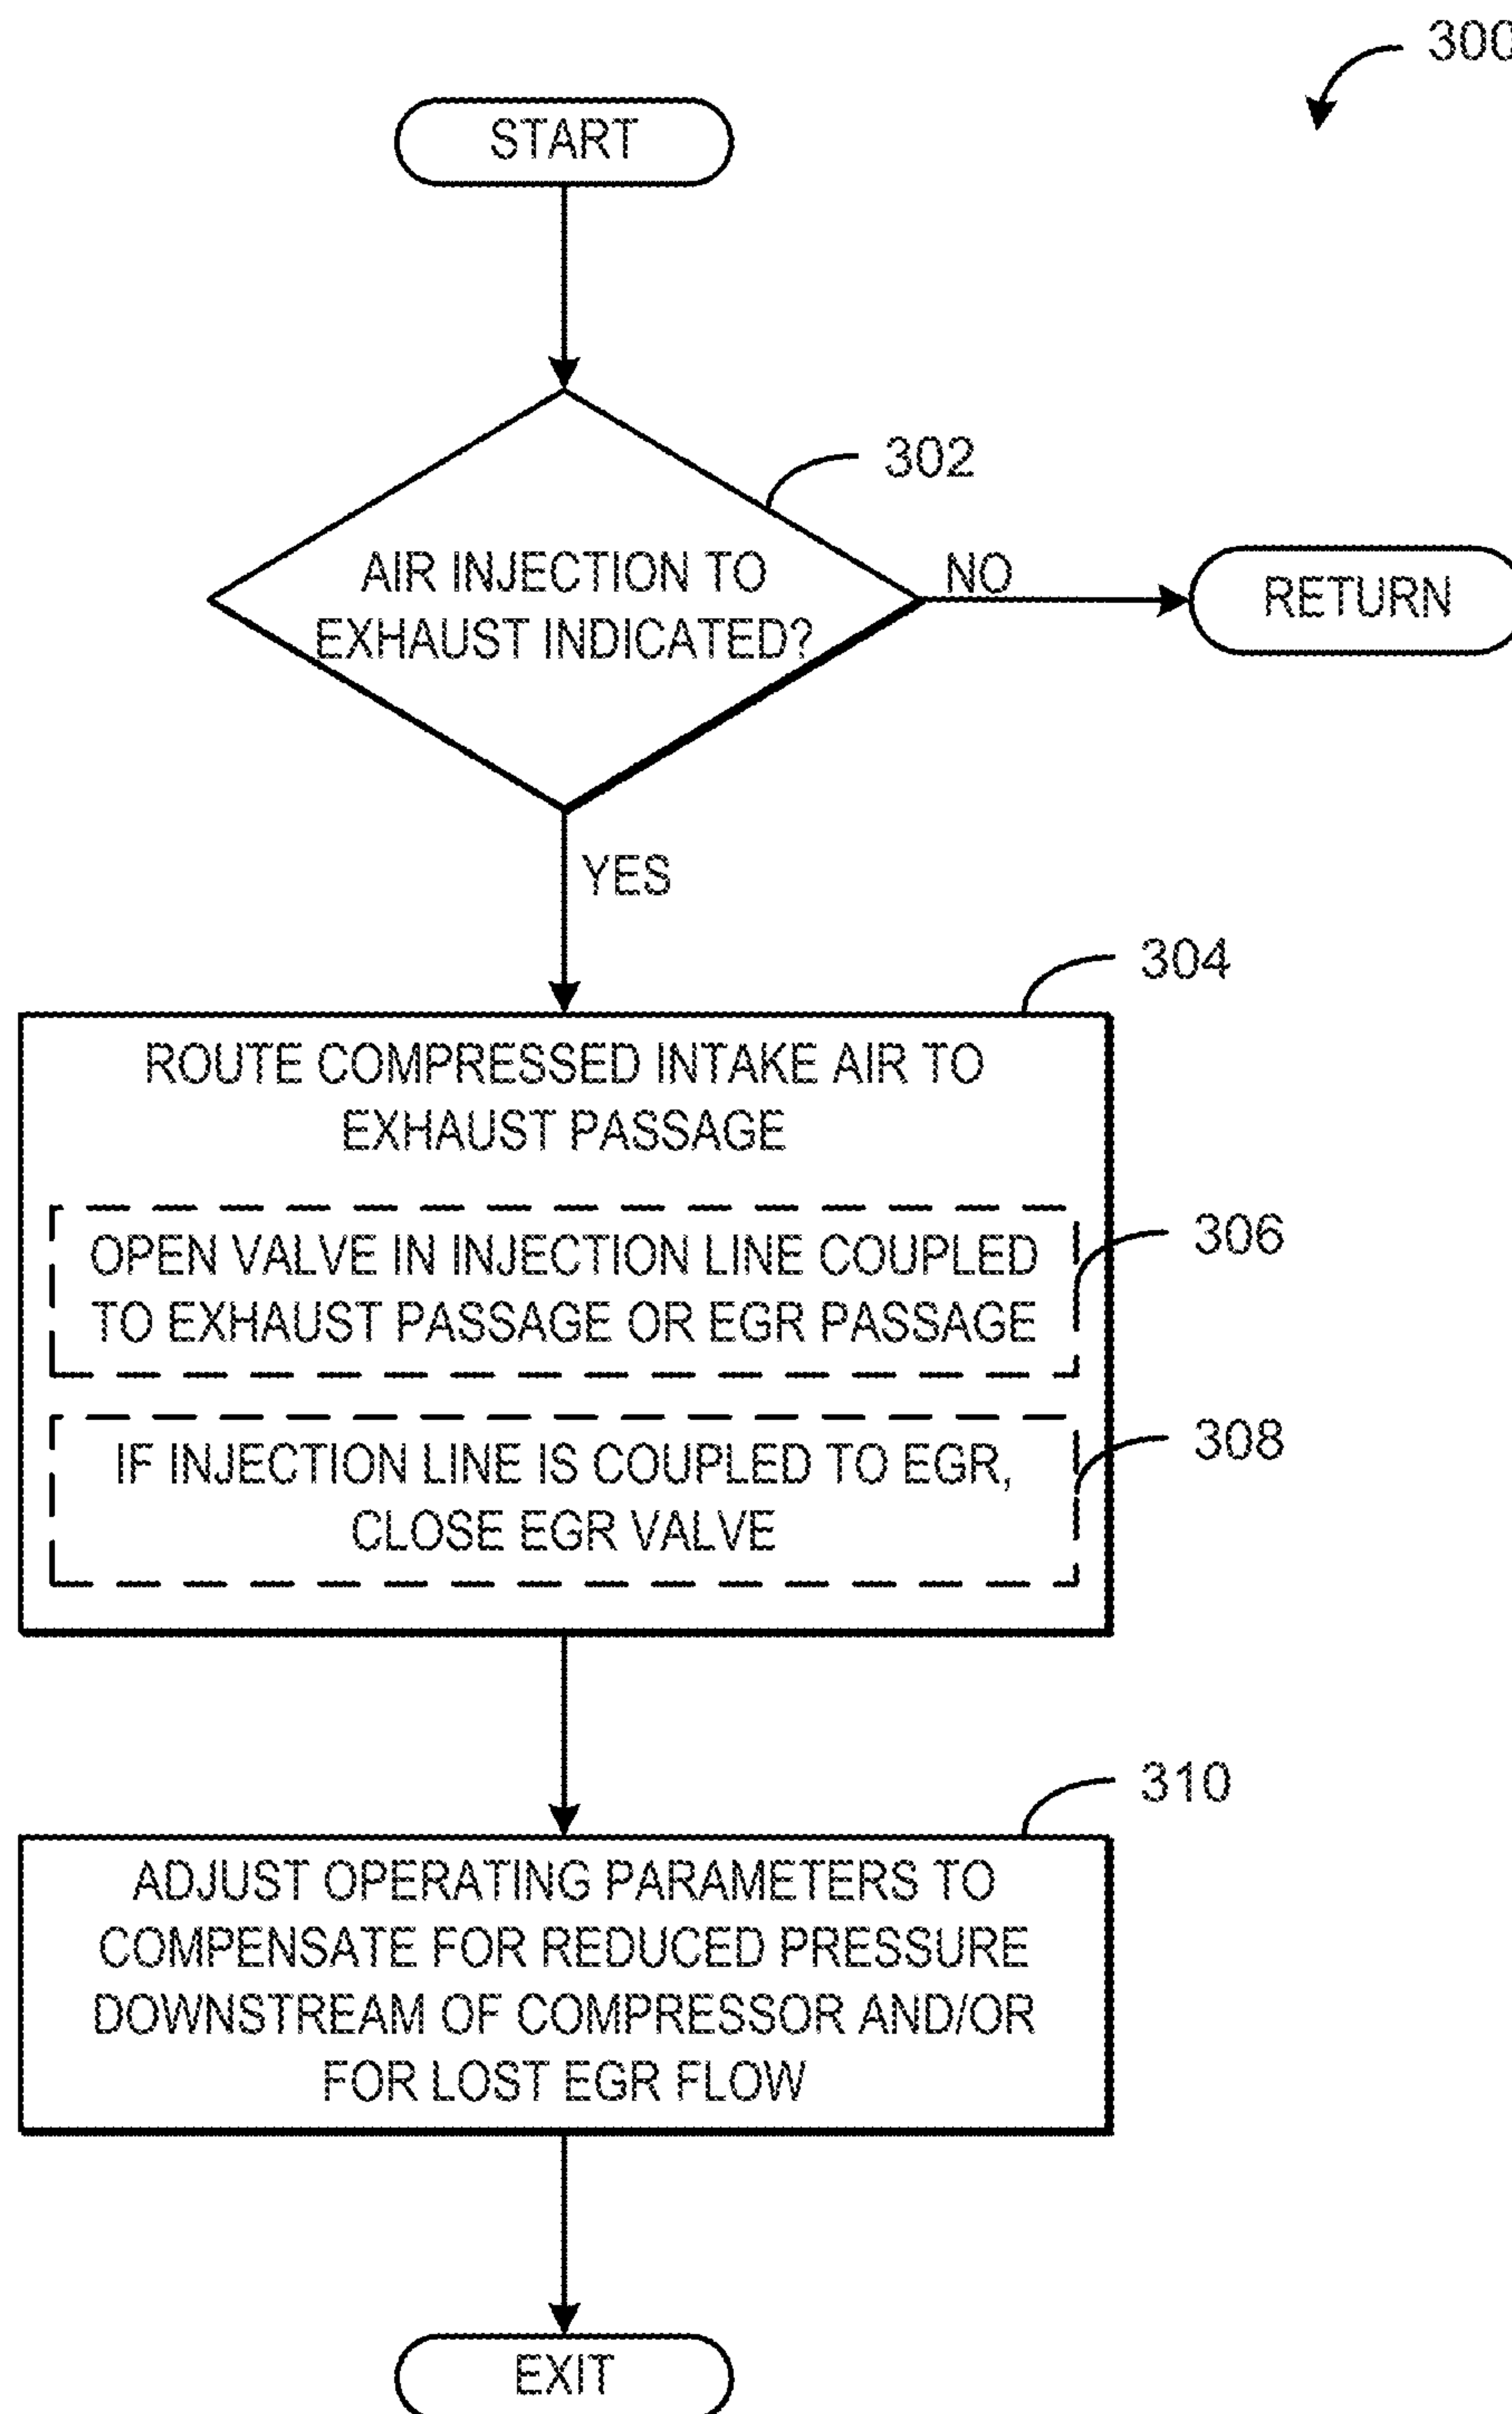 300
START
302
AIR INJECTION TO
EXHAUST INDICATED?
NO
RETURN
YES
304
ROUTE COMPRESSED INTAKE AIR TO
EXHAUST PASSAGE
306
OPEN VALVE IN INJECTION LINE COUPLED
TO EXHAUST PASSAGE OR EGR PASSAGE
308
IF INJECTION LINE IS COUPLED TO EGR,
CLOSE EGR VALVE
310
ADJUST OPERATING PARAMETERS TO
COMPENSATE FOR REDUCED PRESSURE
DOWNSTREAM OF COMPRESSOR AND/OR
FOR LOST EGR FLOW
EXIT